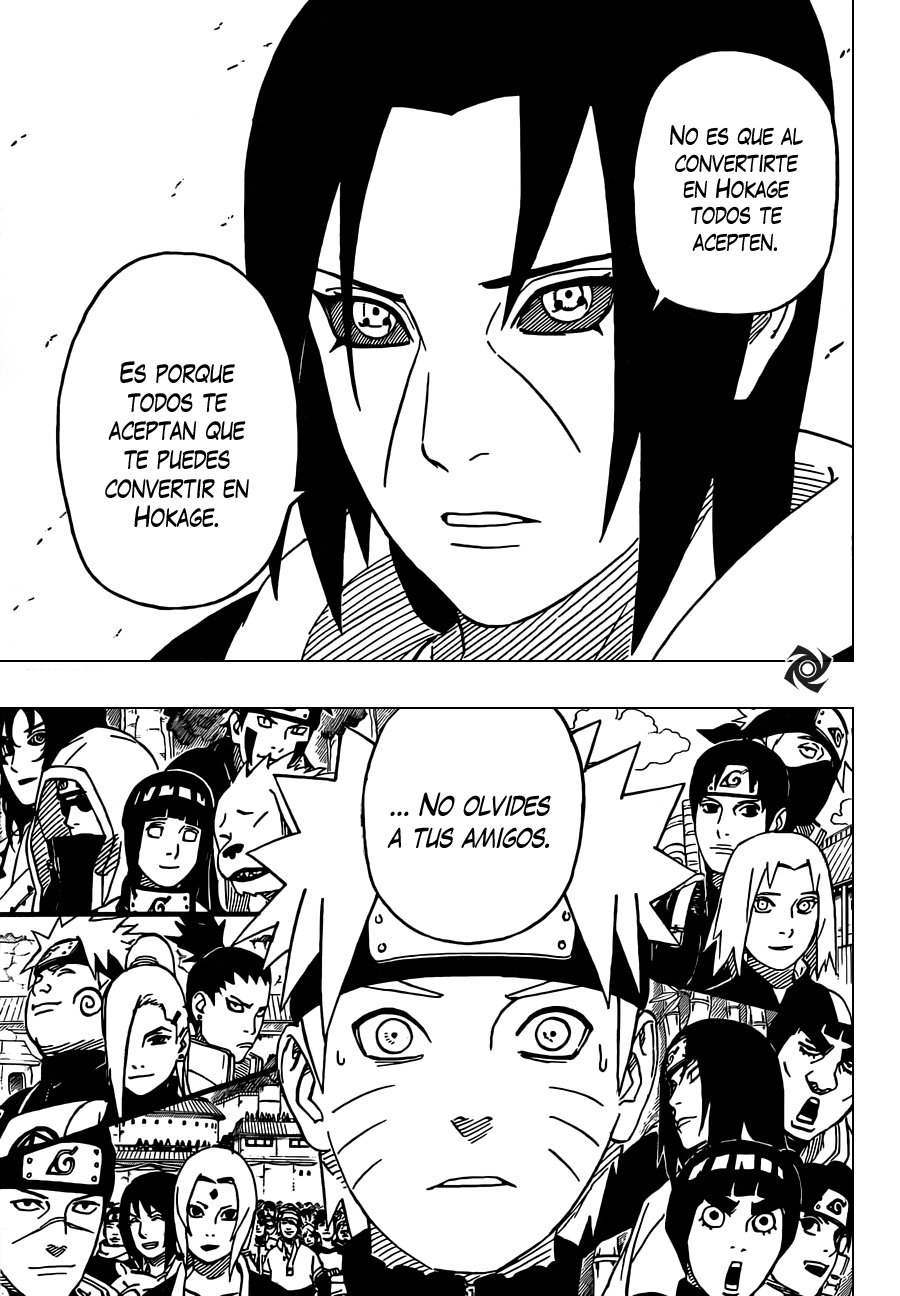 No es que al
convertirte
en Hokage
todos te
acepten.
Es porque
todos te
aceptan que
te puedes
convertir en
Hokage.
... No olvides
a tus amigos.